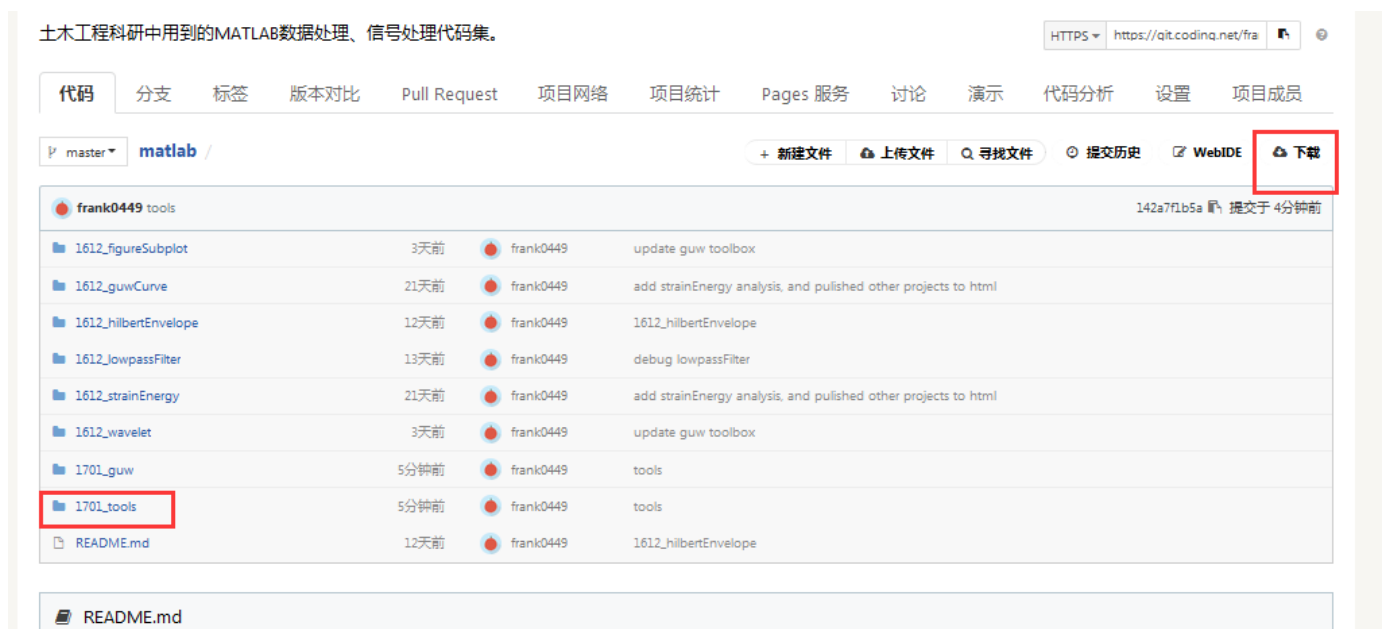 土木工程科研中用到的MATLAB数据处理、信号处理代码集。 HTTPS https://git.coding.net/fra
代码 分支 标签 版本对比 Pull Request 项目网络 项目统计 Pages 服务 讨论 演示 代码分析 设置 项目成员
master matlab / + 新建文件 上传文件 寻找文件 提交历史 WebIDE 下载
frank0449 tools 142a7f1b5a 提交于 4分钟前
1612_figureSubplot 3天前 frank0449 update guw toolbox
1612_guwCurve 21天前 frank0449 add strainEnergy analysis, and pulished other projects to html
1612_hilbertEnvelope 12天前 frank0449 1612_hilbertEnvelope
1612_lowpassFilter 13天前 frank0449 debug lowpassFilter
1612_strainEnergy 21天前 frank0449 add strainEnergy analysis, and pulished other projects to html
1612_wavelet 3天前 frank0449 update guw toolbox
1701_guw 5分钟前 frank0449 tools
1701_tools 5分钟前 frank0449 tools
README.md 12天前 frank0449 1612_hilbertEnvelope
README.md